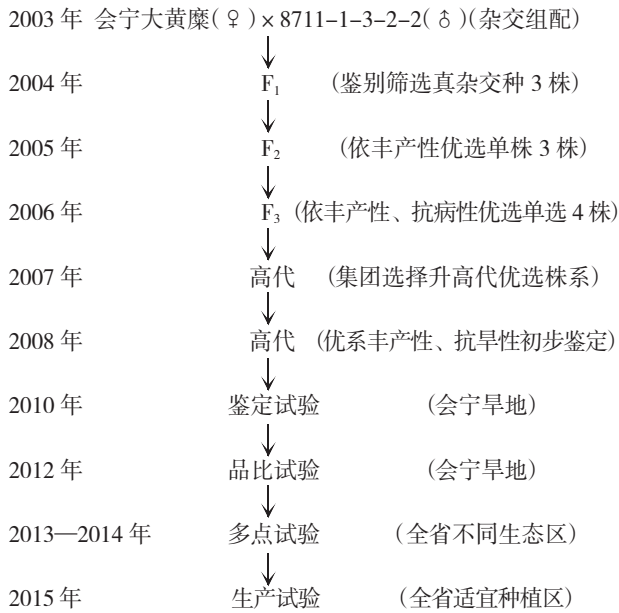 2003 年 会宁大黄糜(♀)×8711-1-3-2-2(♂)(杂交组配)
2004 年 F₁ (鉴别筛选真杂交种 3 株)
2005 年 F₂ (依丰产性优选单株 3 株)
2006 年 F₃ (依丰产性、抗病性优选单选 4 株)
2007 年 高代 (集团选择升高代优选株系)
2008 年 高代 (优系丰产性、抗旱性初步鉴定)
2010 年 鉴定试验 (会宁旱地)
2012 年 品比试验 (会宁旱地)
2013—2014 年 多点试验 (全省不同生态区)
2015 年 生产试验 (全省适宜种植区)